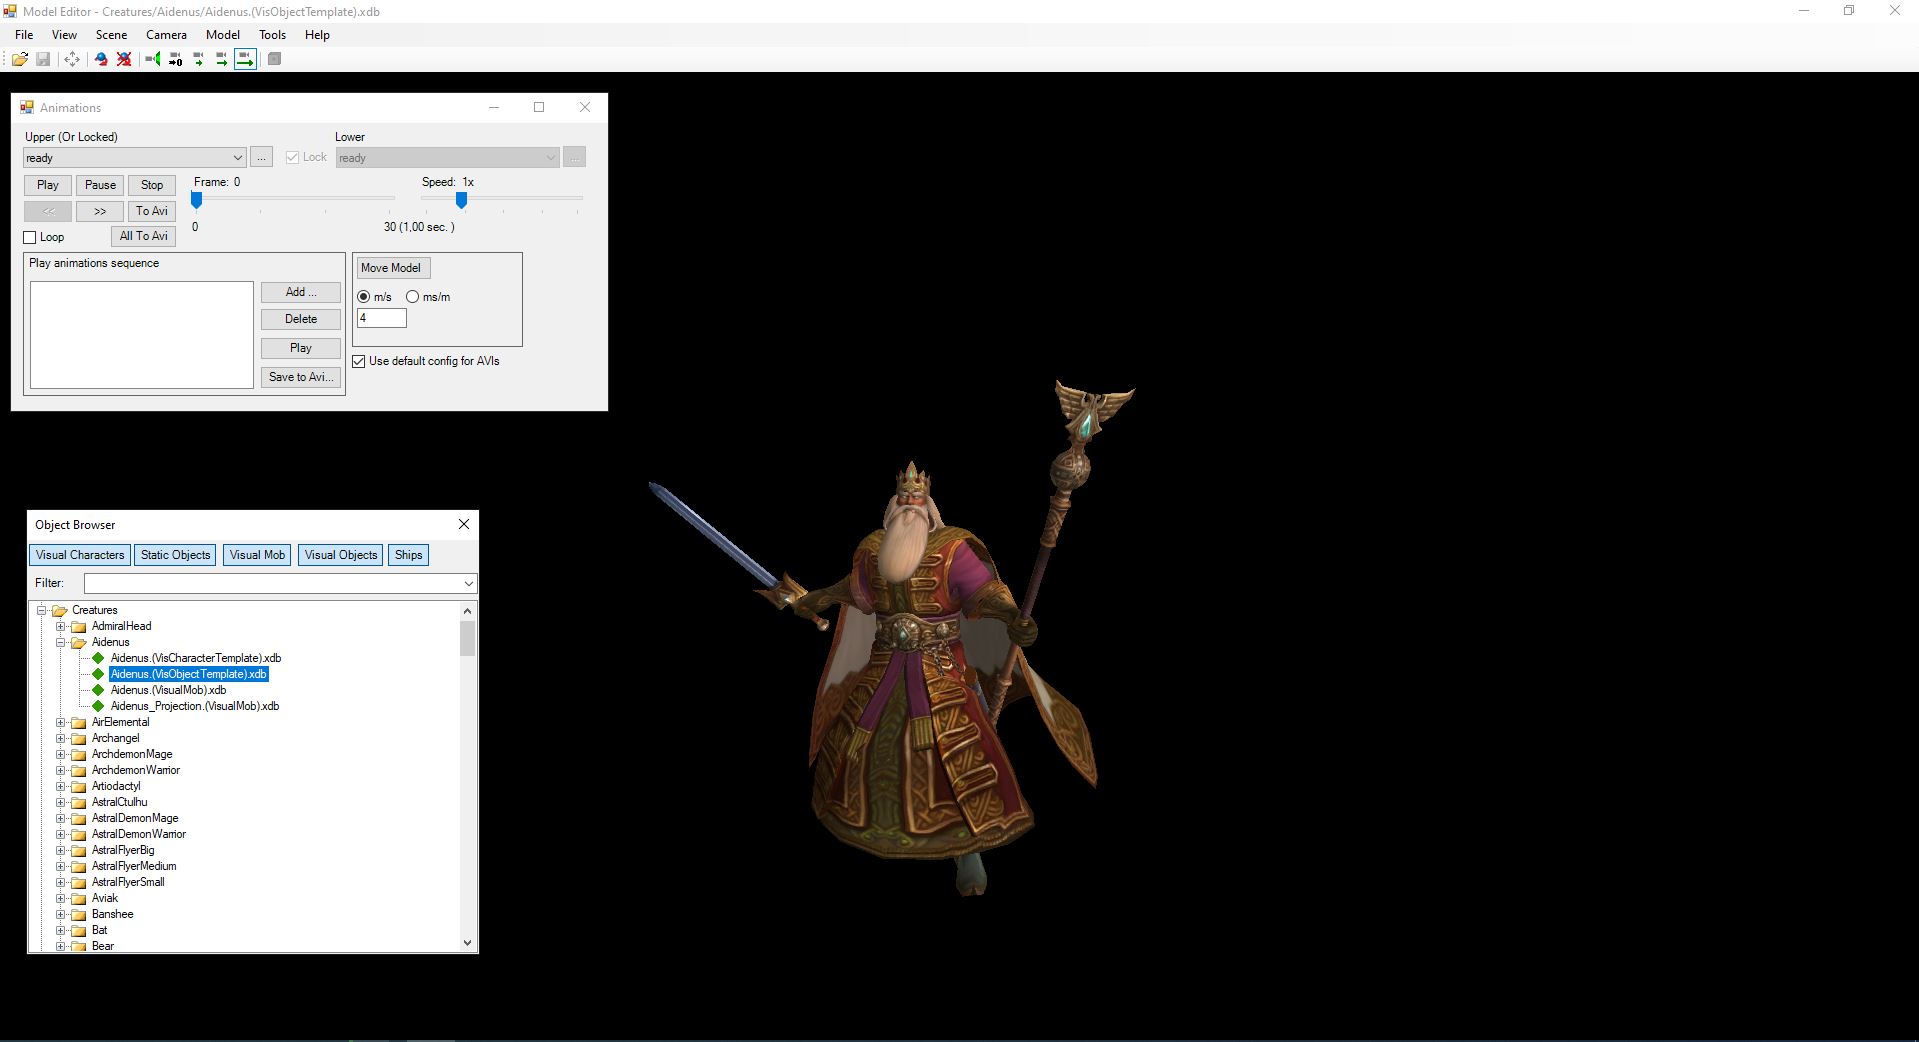 Model Editor - Creatures/Aidenus/Aidenus.(VisObjectTemplate).xdb
File View Scene Camera Model Tools Help
Animations
Upper (Or Locked) Lower
ready ... Lock ready ...
Play Pause Stop Frame: 0 Speed: 1x
<< >> To Avi
0 30 (1,00 sec. )
Loop All To Avi
Play animations sequence
Move Model
Add ...
m/s ms/m
Delete
4
Play
Use default config for AVIs
Save to Avi...
Object Browser
Visual Characters Static Objects Visual Mob Visual Objects Ships
Filter:
Creatures
AdmiralHead
Aidenus
Aidenus.(VisCharacterTemplate).xdb
Aidenus.(VisObjectTemplate).xdb
Aidenus.(VisualMob).xdb
Aidenus_Projection.(VisualMob).xdb
AirElemental
Archangel
ArchdemonMage
ArchdemonWarrior
Artiodactyl
AstralCtulhu
AstralDemonMage
AstralDemonWarrior
AstralFlyerBig
AstralFlyerMedium
AstralFlyerSmall
Aviak
Banshee
Bat
Bear